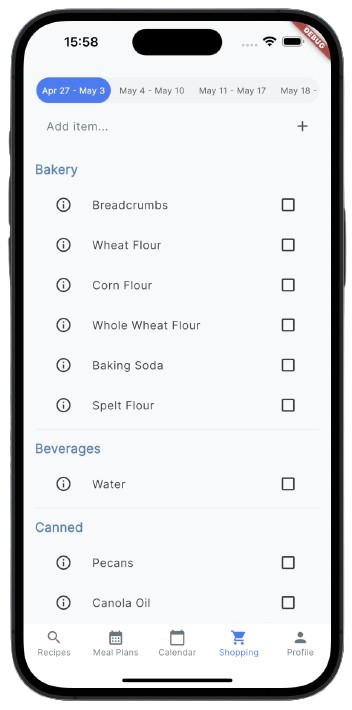 15:58
DEBUG
Apr 27 - May 3 May 4 - May 10 May 11 - May 17 May 18 -
Add item...
Bakery
Breadcrumbs
Wheat Flour
Corn Flour
Whole Wheat Flour
Baking Soda
Spelt Flour
Beverages
Water
Canned
Pecans
Canola Oil
Recipes Meal Plans Calendar Shopping Profile